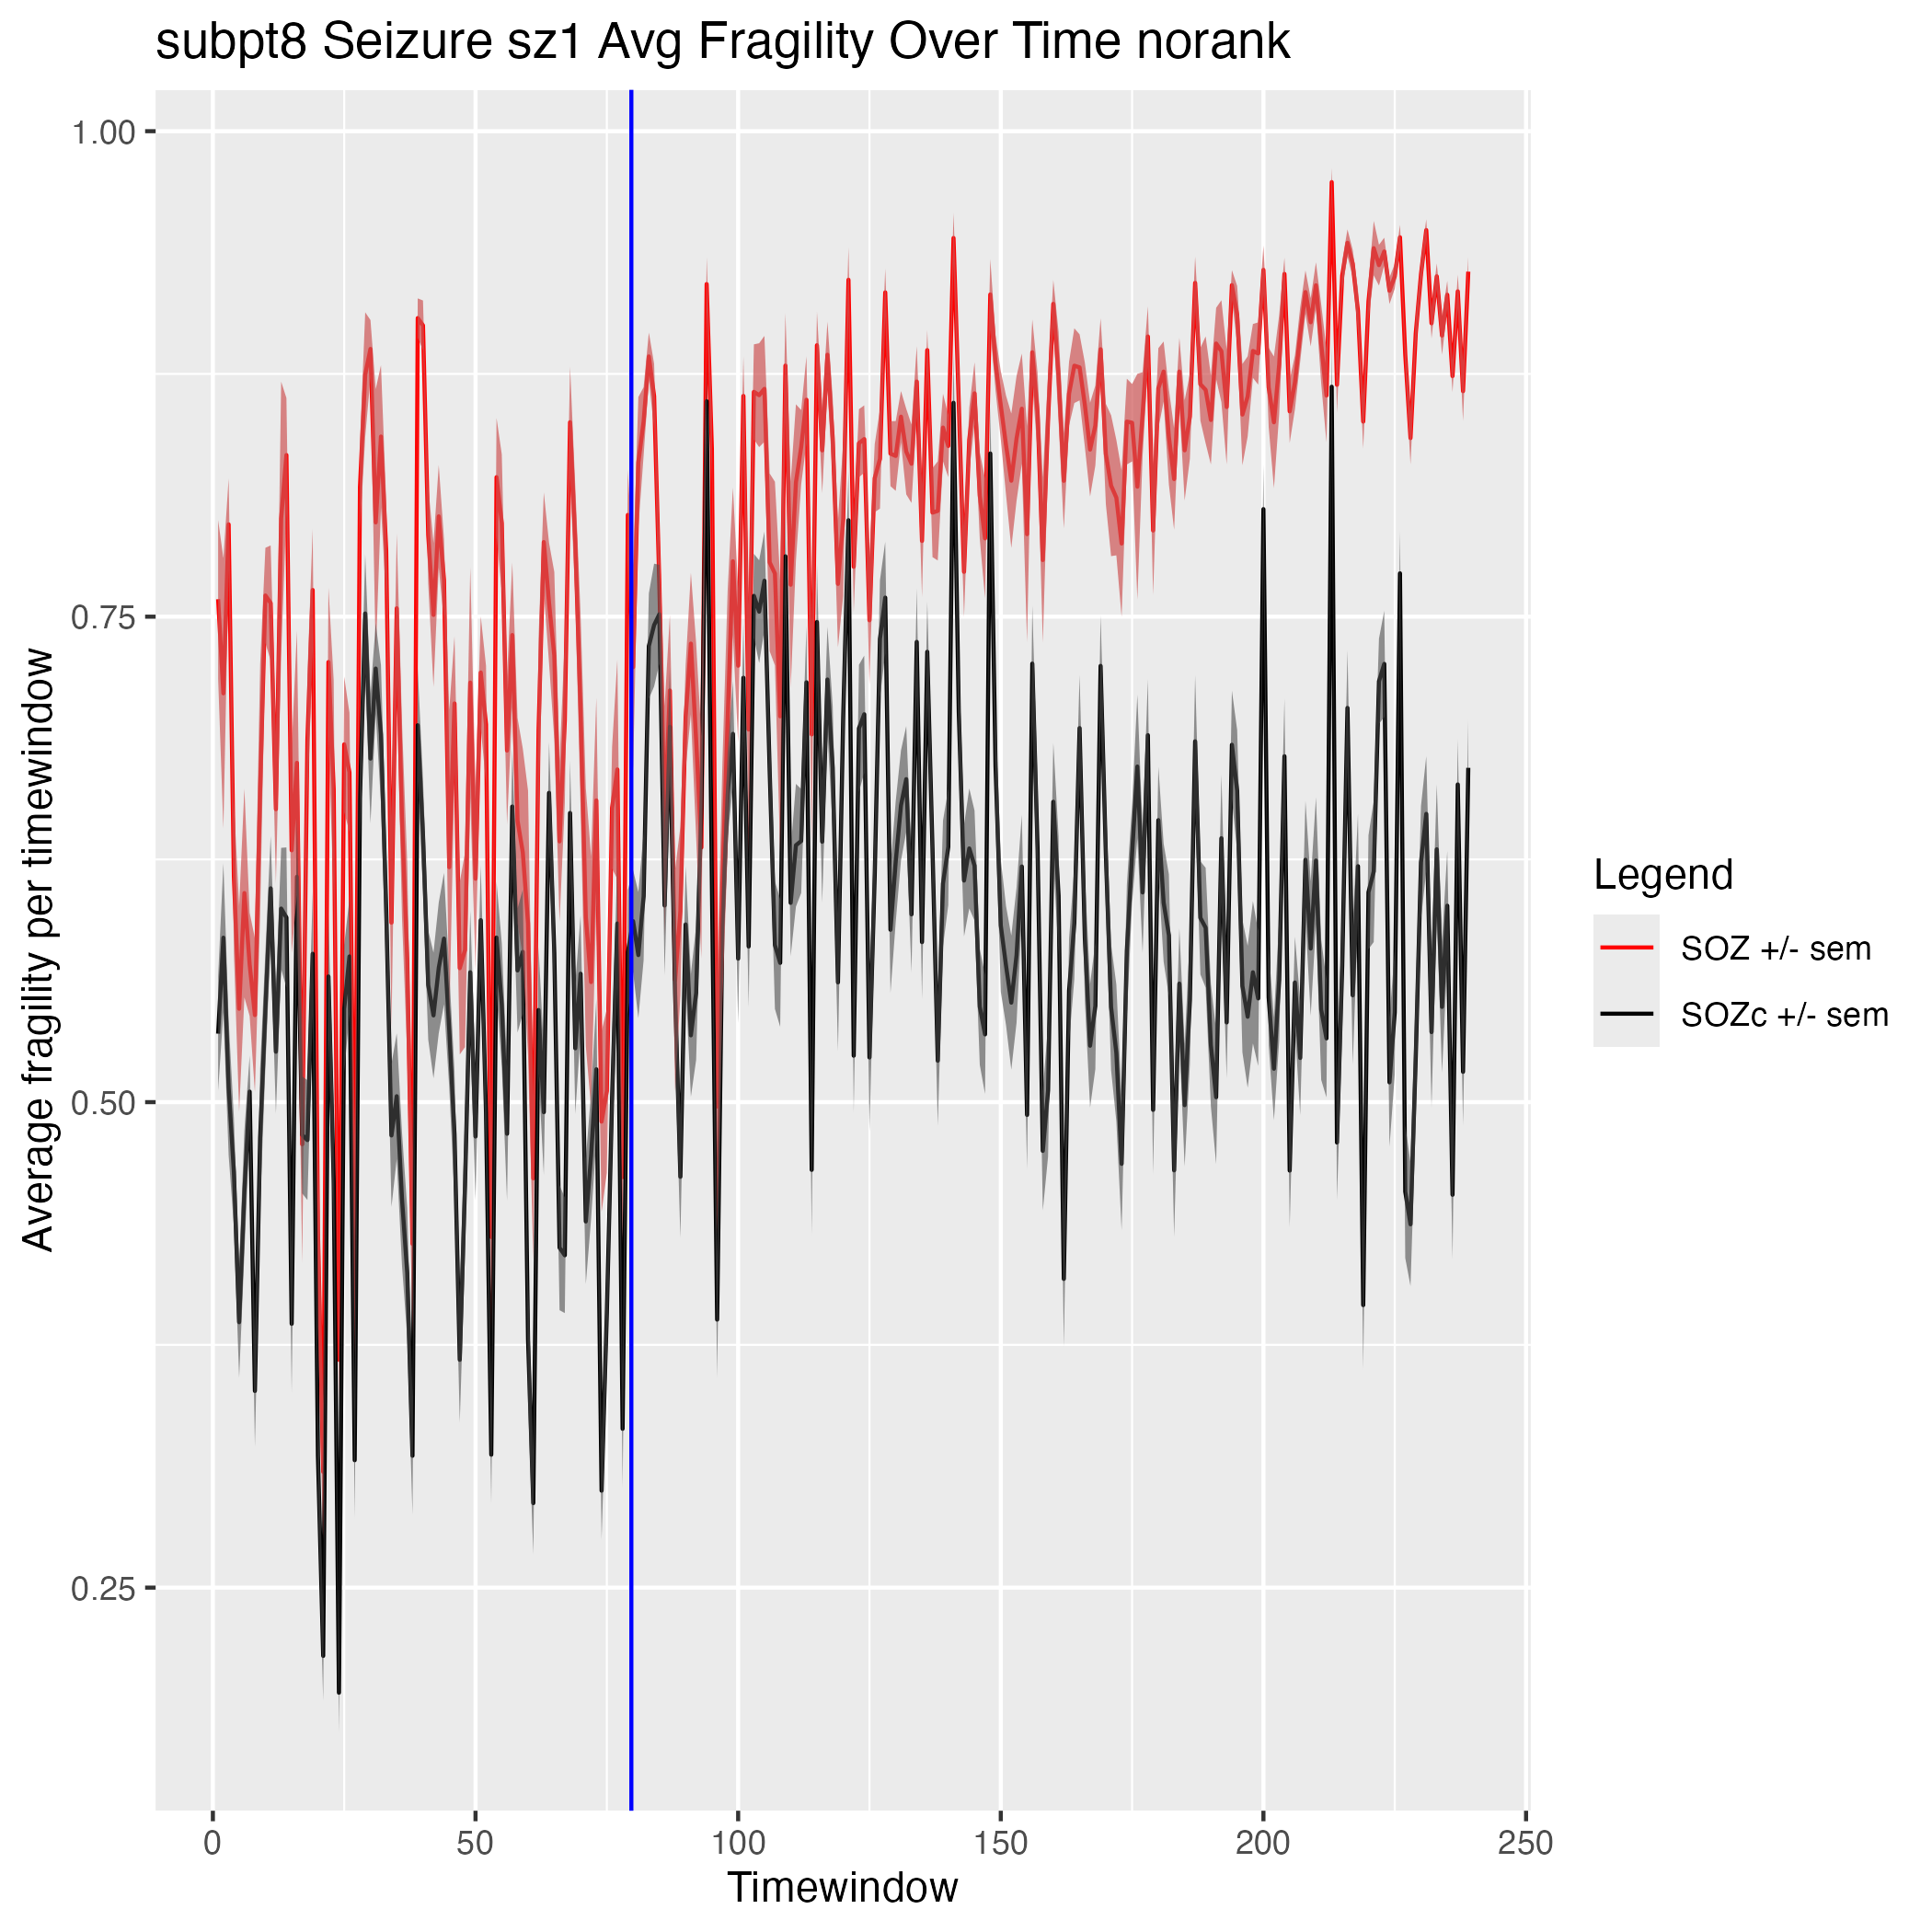 subpt8 Seizure sz1 Avg Fragility Over Time norank
1.00
0.75
0.50
0.25
Average fragility per timewindow
0 50 100 150 200 250
Timewindow
Legend
SOZ +/- sem
SOZc +/- sem